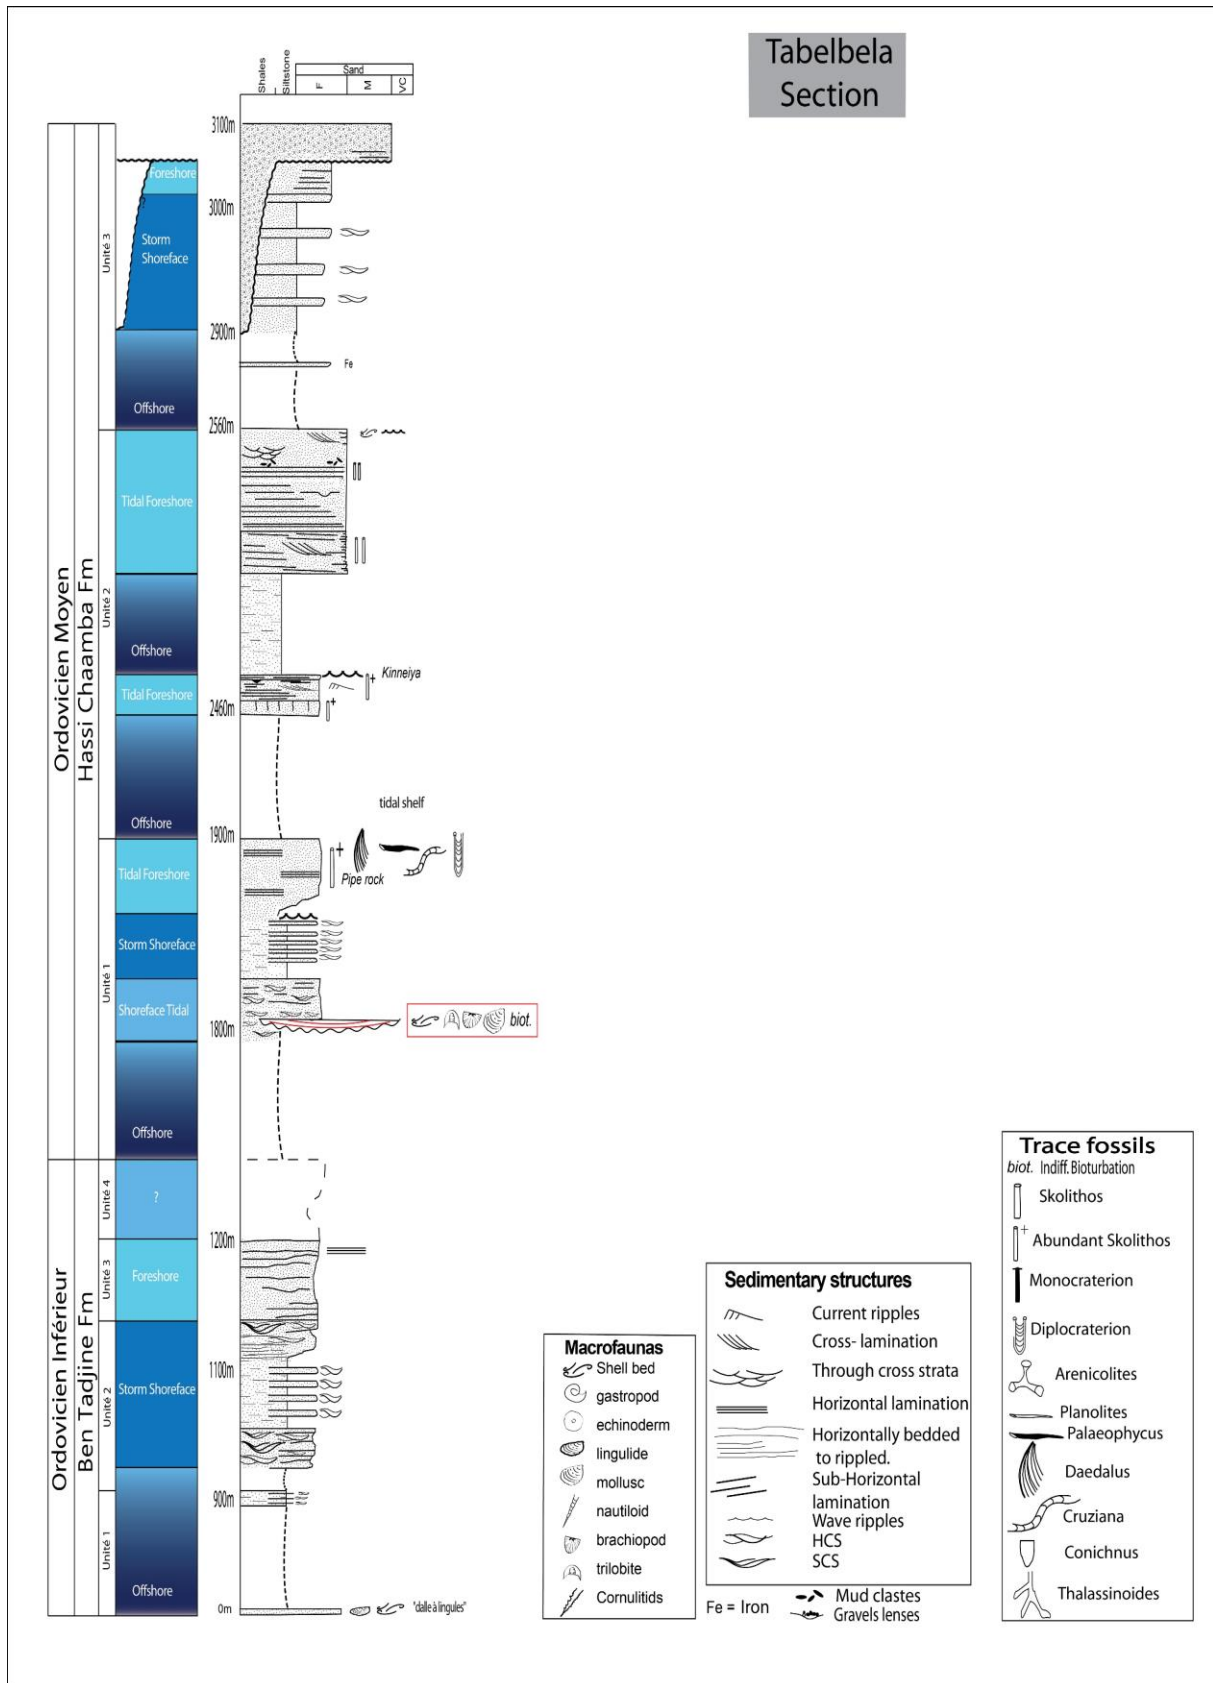 Tabelbela
Section
Shales
Siltstone
Sand
F
M
VC
3100m
Foreshore
3000m
Storm
Shoreface
?
Unité 3
2900m
Fe
Offshore
2560m
Tidal Foreshore
Unité 2
Offshore
Kinneiya
Tidal Foreshore
2460m
Ordovicien Moyen
Hassi Chaamba Fm
Offshore
tidal shelf
1900m
Tidal Foreshore
Pipe rock
Storm Shoreface
Unité 1
Shoreface Tidal
biot.
1800m
Offshore
Unité 4
?
1200m
Unité 3
Foreshore
Ordovicien Inférieur
Ben Tadjine Fm
1100m
Storm Shoreface
Unité 2
900m
Unité 1
Offshore
0m
"dalle à lingules"
Macrofaunas
Shell bed
gastropod
echinoderm
lingulide
mollusc
nautiloid
brachiopod
trilobite
Cornulitids
Sedimentary structures
Current ripples
Cross- lamination
Through cross strata
Horizontal lamination
Horizontally bedded
to rippled.
Sub-Horizontal
lamination
Wave ripples
HCS
SCS
Fe = Iron
Mud clastes
Gravels lenses
Trace fossils
biot. Indiff. Bioturbation
Skolithos
Abundant Skolithos
Monocraterion
Diplocraterion
Arenicolites
Planolites
Palaeophycus
Daedalus
Cruziana
Conichnus
Thalassinoides